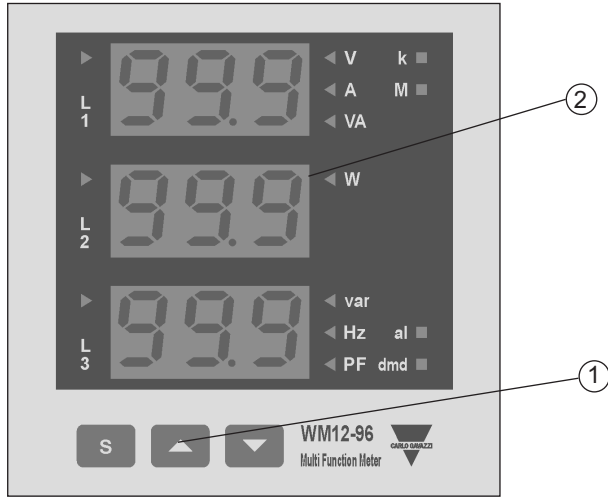 99.9
L
1
V k
A M
VA
2
99.9
L
2
W
99.9
L
3
var
Hz al
PF dmd
1
S
WM12-96
Multi Function Meter
CARLO GAVAZZI